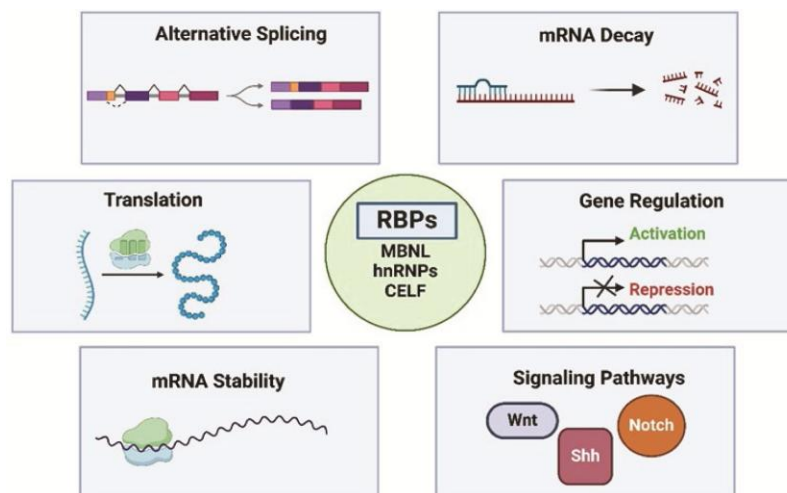 Alternative Splicing
mRNA Decay
Translation
RBPs
MBNL
hnRNPs
CELF
Gene Regulation
Activation
Repression
mRNA Stability
Signaling Pathways
Wnt
Notch
Shh